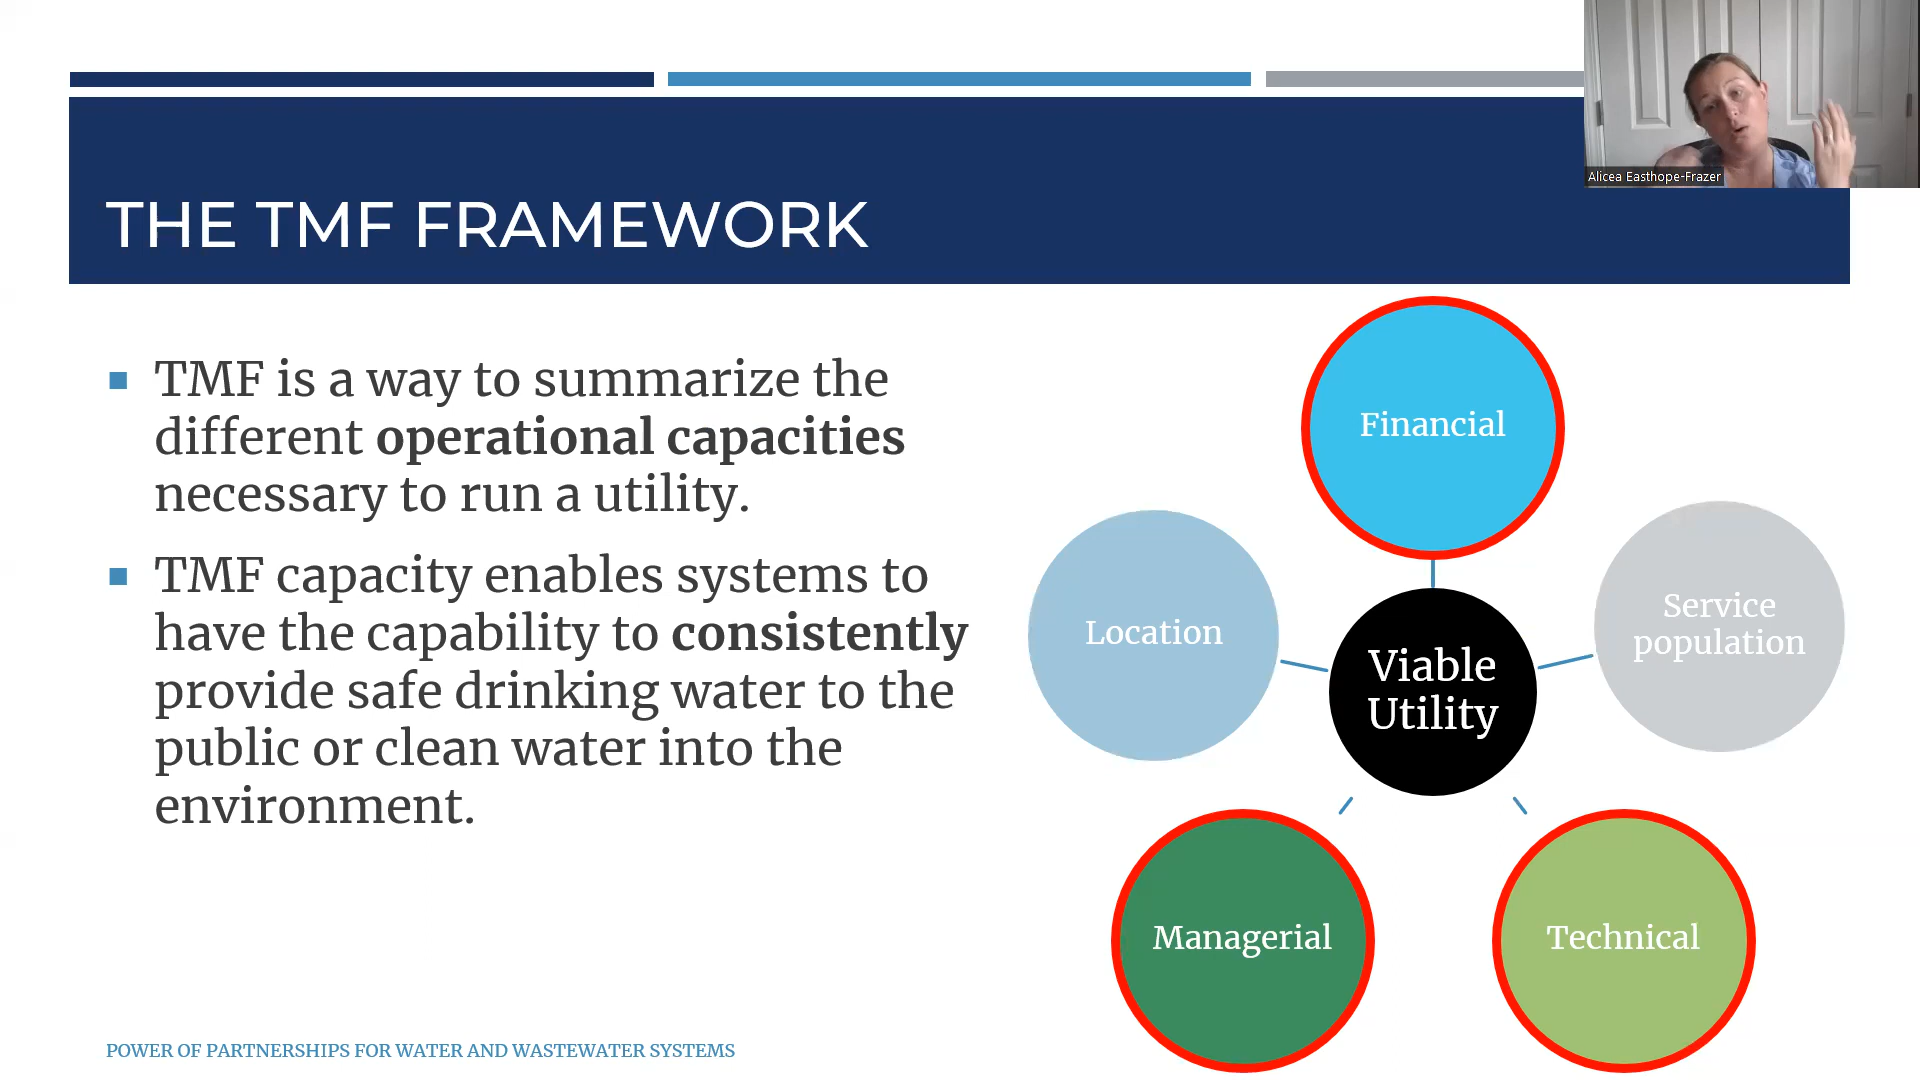 Alicea Easthope-Frazer
THE TMF FRAMEWORK
TMF is a way to summarize the
different operational capacities
necessary to run a utility.
TMF capacity enables systems to
have the capability to consistently
provide safe drinking water to the
public or clean water into the
environment.
Financial
Location
Service
population
Viable
Utility
Managerial
Technical
POWER OF PARTNERSHIPS FOR WATER AND WASTEWATER SYSTEMS